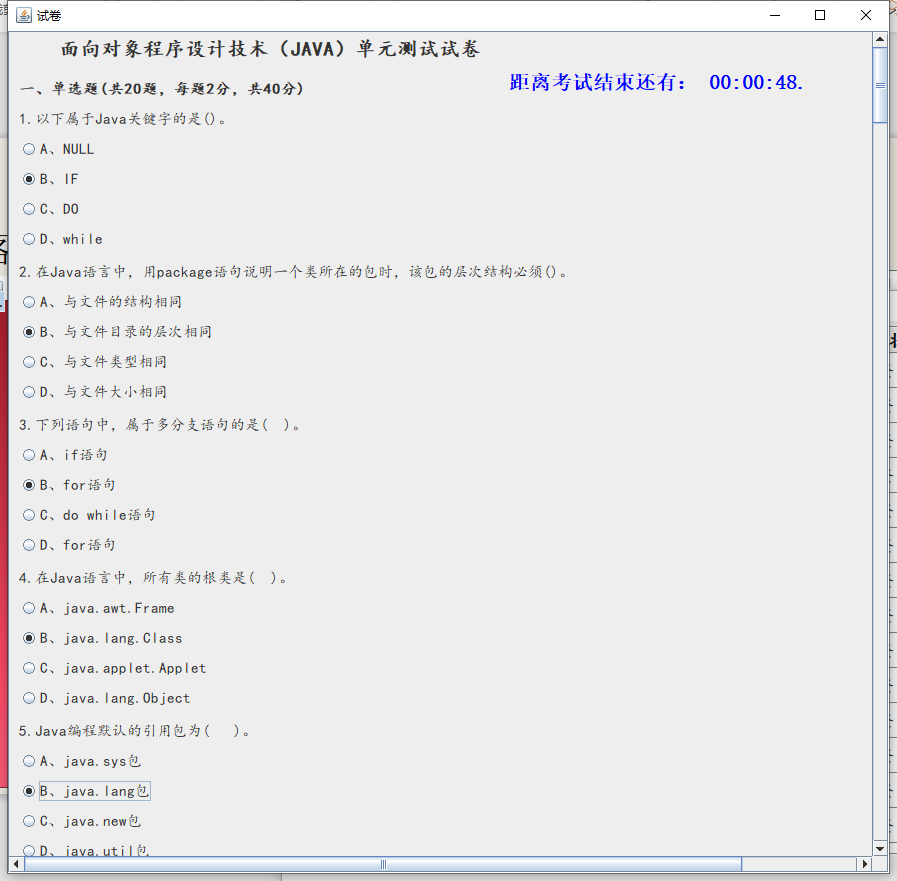 试卷
面向对象程序设计技术（JAVA）单元测试试卷
距离考试结束还有： 00:00:48.
一、单选题(共20题，每题2分，共40分)
1.以下属于Java关键字的是()。
A、NULL
B、IF
C、DO
D、while
2.在Java语言中，用package语句说明一个类所在的包时，该包的层次结构必须()。
A、与文件的结构相同
B、与文件目录的层次相同
C、与文件类型相同
D、与文件大小相同
3.下列语句中，属于多分支语句的是( )。
A、if语句
B、for语句
C、do while语句
D、for语句
4.在Java语言中，所有类的根类是( )。
A、java.awt.Frame
B、java.lang.Class
C、java.applet.Applet
D、java.lang.Object
5.Java编程默认的引用包为( )。
A、java.sys包
B、java.lang包
C、java.new包
D、java.util包